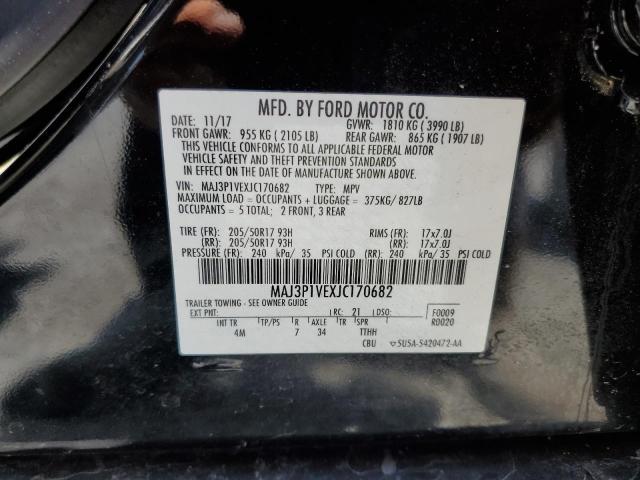 MFD. BY FORD MOTOR CO.
DATE: 11/17 GVWR: 1810 KG ( 3990 LB)
FRONT GAWR: 955 KG ( 2105 LB) REAR GAWR: 865 KG ( 1907 LB)
THIS VEHICLE CONFORMS TO ALL APPLICABLE FEDERAL MOTOR
VEHICLE SAFETY AND THEFT PREVENTION STANDARDS
IN EFFECT ON THE DATE OF MANUFACTURE SHOWN ABOVE.
VIN: MAJ3P1VEXJC170682 TYPE: MPV
MAXIMUM LOAD = OCCUPANTS + LUGGAGE = 375KG/ 827LB
OCCUPANTS = 5 TOTAL; 2 FRONT, 3 REAR
TIRE (FR): 205/50R17 93H RIMS (FR): 17x7.0J
(RR): 205/50R17 93H (RR): 17x7.0J
PRESSURE (FR): 240 kPa/ 35 PSI COLD (RR): 240 kPa/ 35 PSI COLD
MAJ3P1VEXJC170682
TRAILER TOWING - SEE OWNER GUIDE
EXT PNT: RC: 21 DSO: F0009
R0020
INT TR TP/PS R AXLE TR SPR
4M 7 34 TTHH
CBU SU5A-5420472-AA